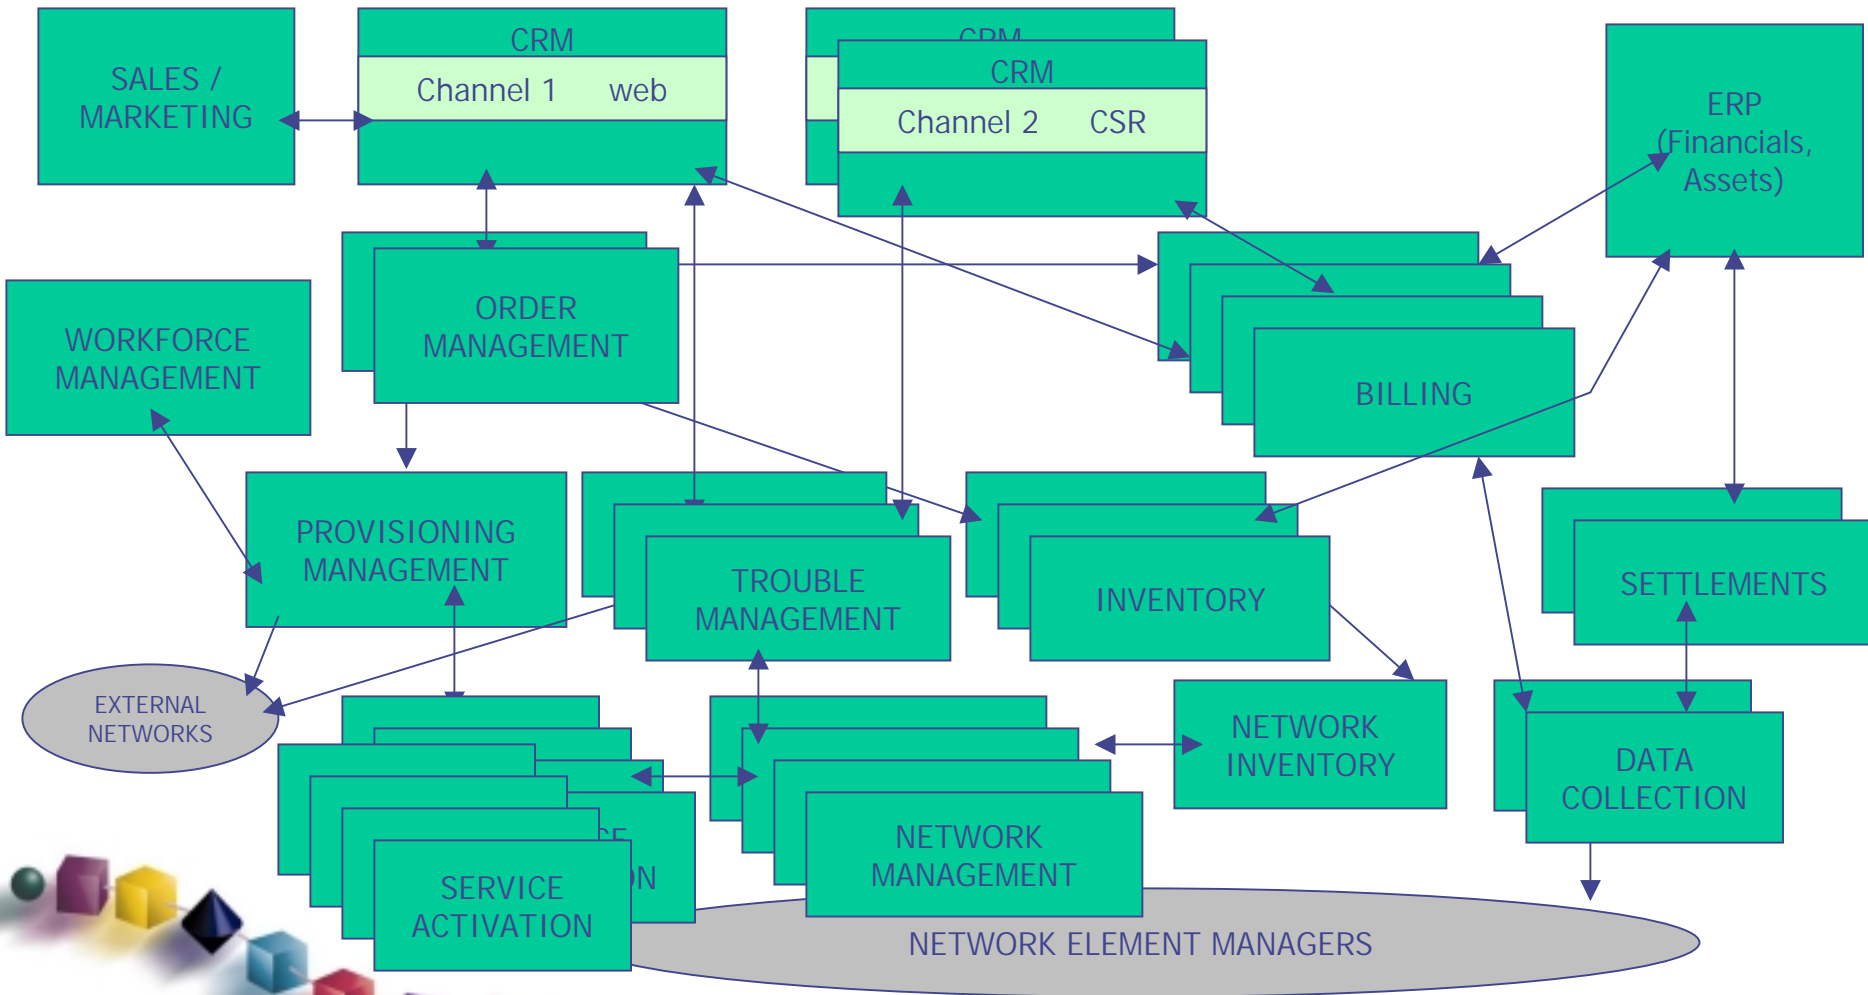 SALES /
MARKETING
CRM
Channel 1 web
CRM
CRM
Channel 2 CSR
ERP
(Financials,
Assets)
WORKFORCE
MANAGEMENT
ORDER
MANAGEMENT
BILLING
PROVISIONING
MANAGEMENT
TROUBLE
MANAGEMENT
INVENTORY
SETTLEMENTS
EXTERNAL
NETWORKS
NETWORK
INVENTORY
DATA
COLLECTION
SERVICE
ACTIVATION
NETWORK
MANAGEMENT
NETWORK ELEMENT MANAGERS